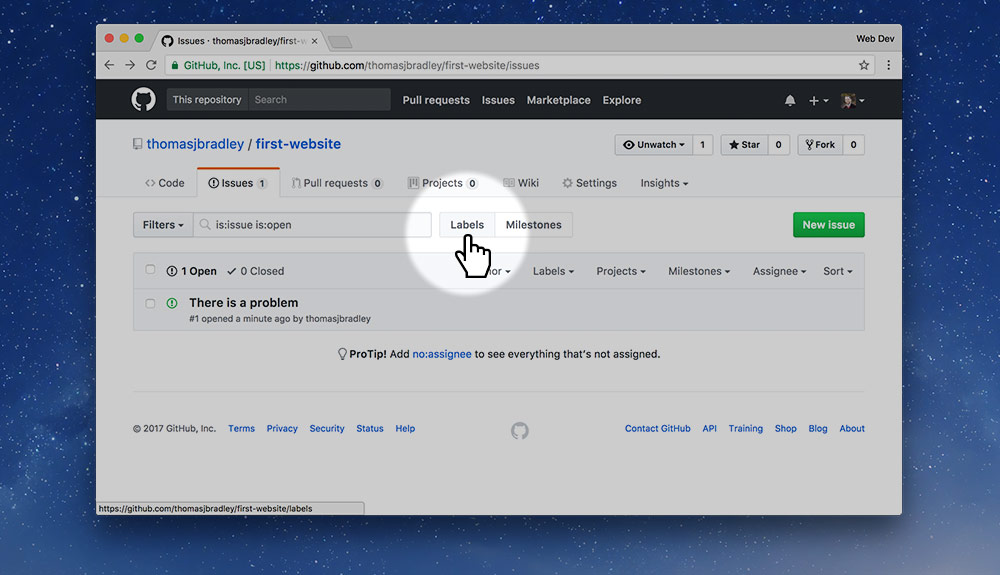 Issues · thomasjbradley/first-w
Web Dev
GitHub, Inc. [US] https://github.com/thomasjbradley/first-website/issues
This repository Search Pull requests Issues Marketplace Explore
thomasjbradley / first-website
Unwatch 1 Star 0 Fork 0
Code Issues 1 Pull requests 0 Projects 0 Wiki Settings Insights
Filters is:issue is:open Labels Milestones New issue
1 Open 0 Closed Labels Projects Milestones Assignee Sort
There is a problem
#1 opened a minute ago by thomasjbradley
ProTip! Add no:assignee to see everything that's not assigned.
© 2017 GitHub, Inc. Terms Privacy Security Status Help Contact GitHub API Training Shop Blog About
https://github.com/thomasjbradley/first-website/labels